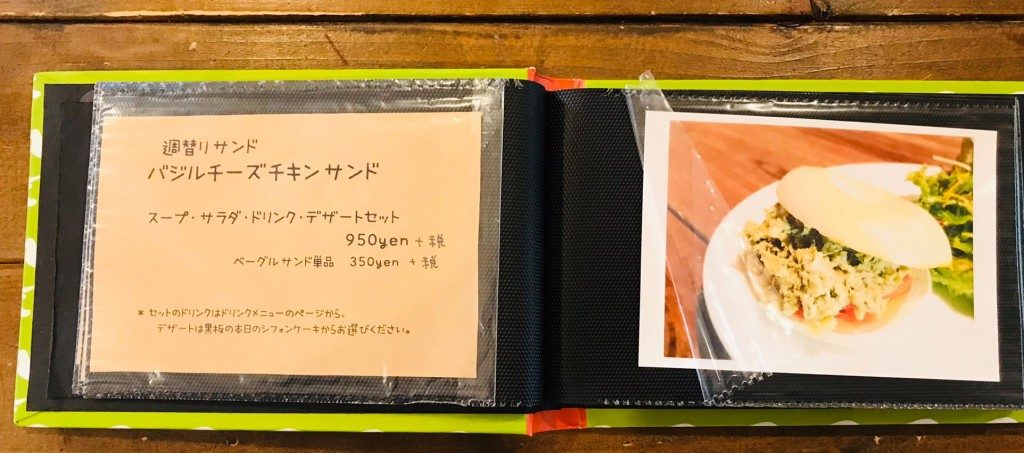 週替りサンド
バジルチーズチキンサンド
スープ・サラダ・ドリンク・デザートセット
950yen + 税
ベーグルサンド単品 350yen + 税
* セットのドリンクはドリンクメニューのページから、
デザートは黒板の本日のシフォンケーキからお選びください。